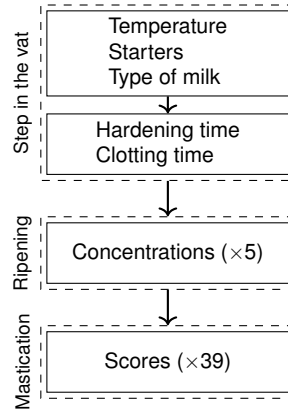 Step in the vat
Temperature
Starters
Type of milk
Hardening time
Clotting time
Ripening
Concentrations (×5)
Mastication
Scores (×39)